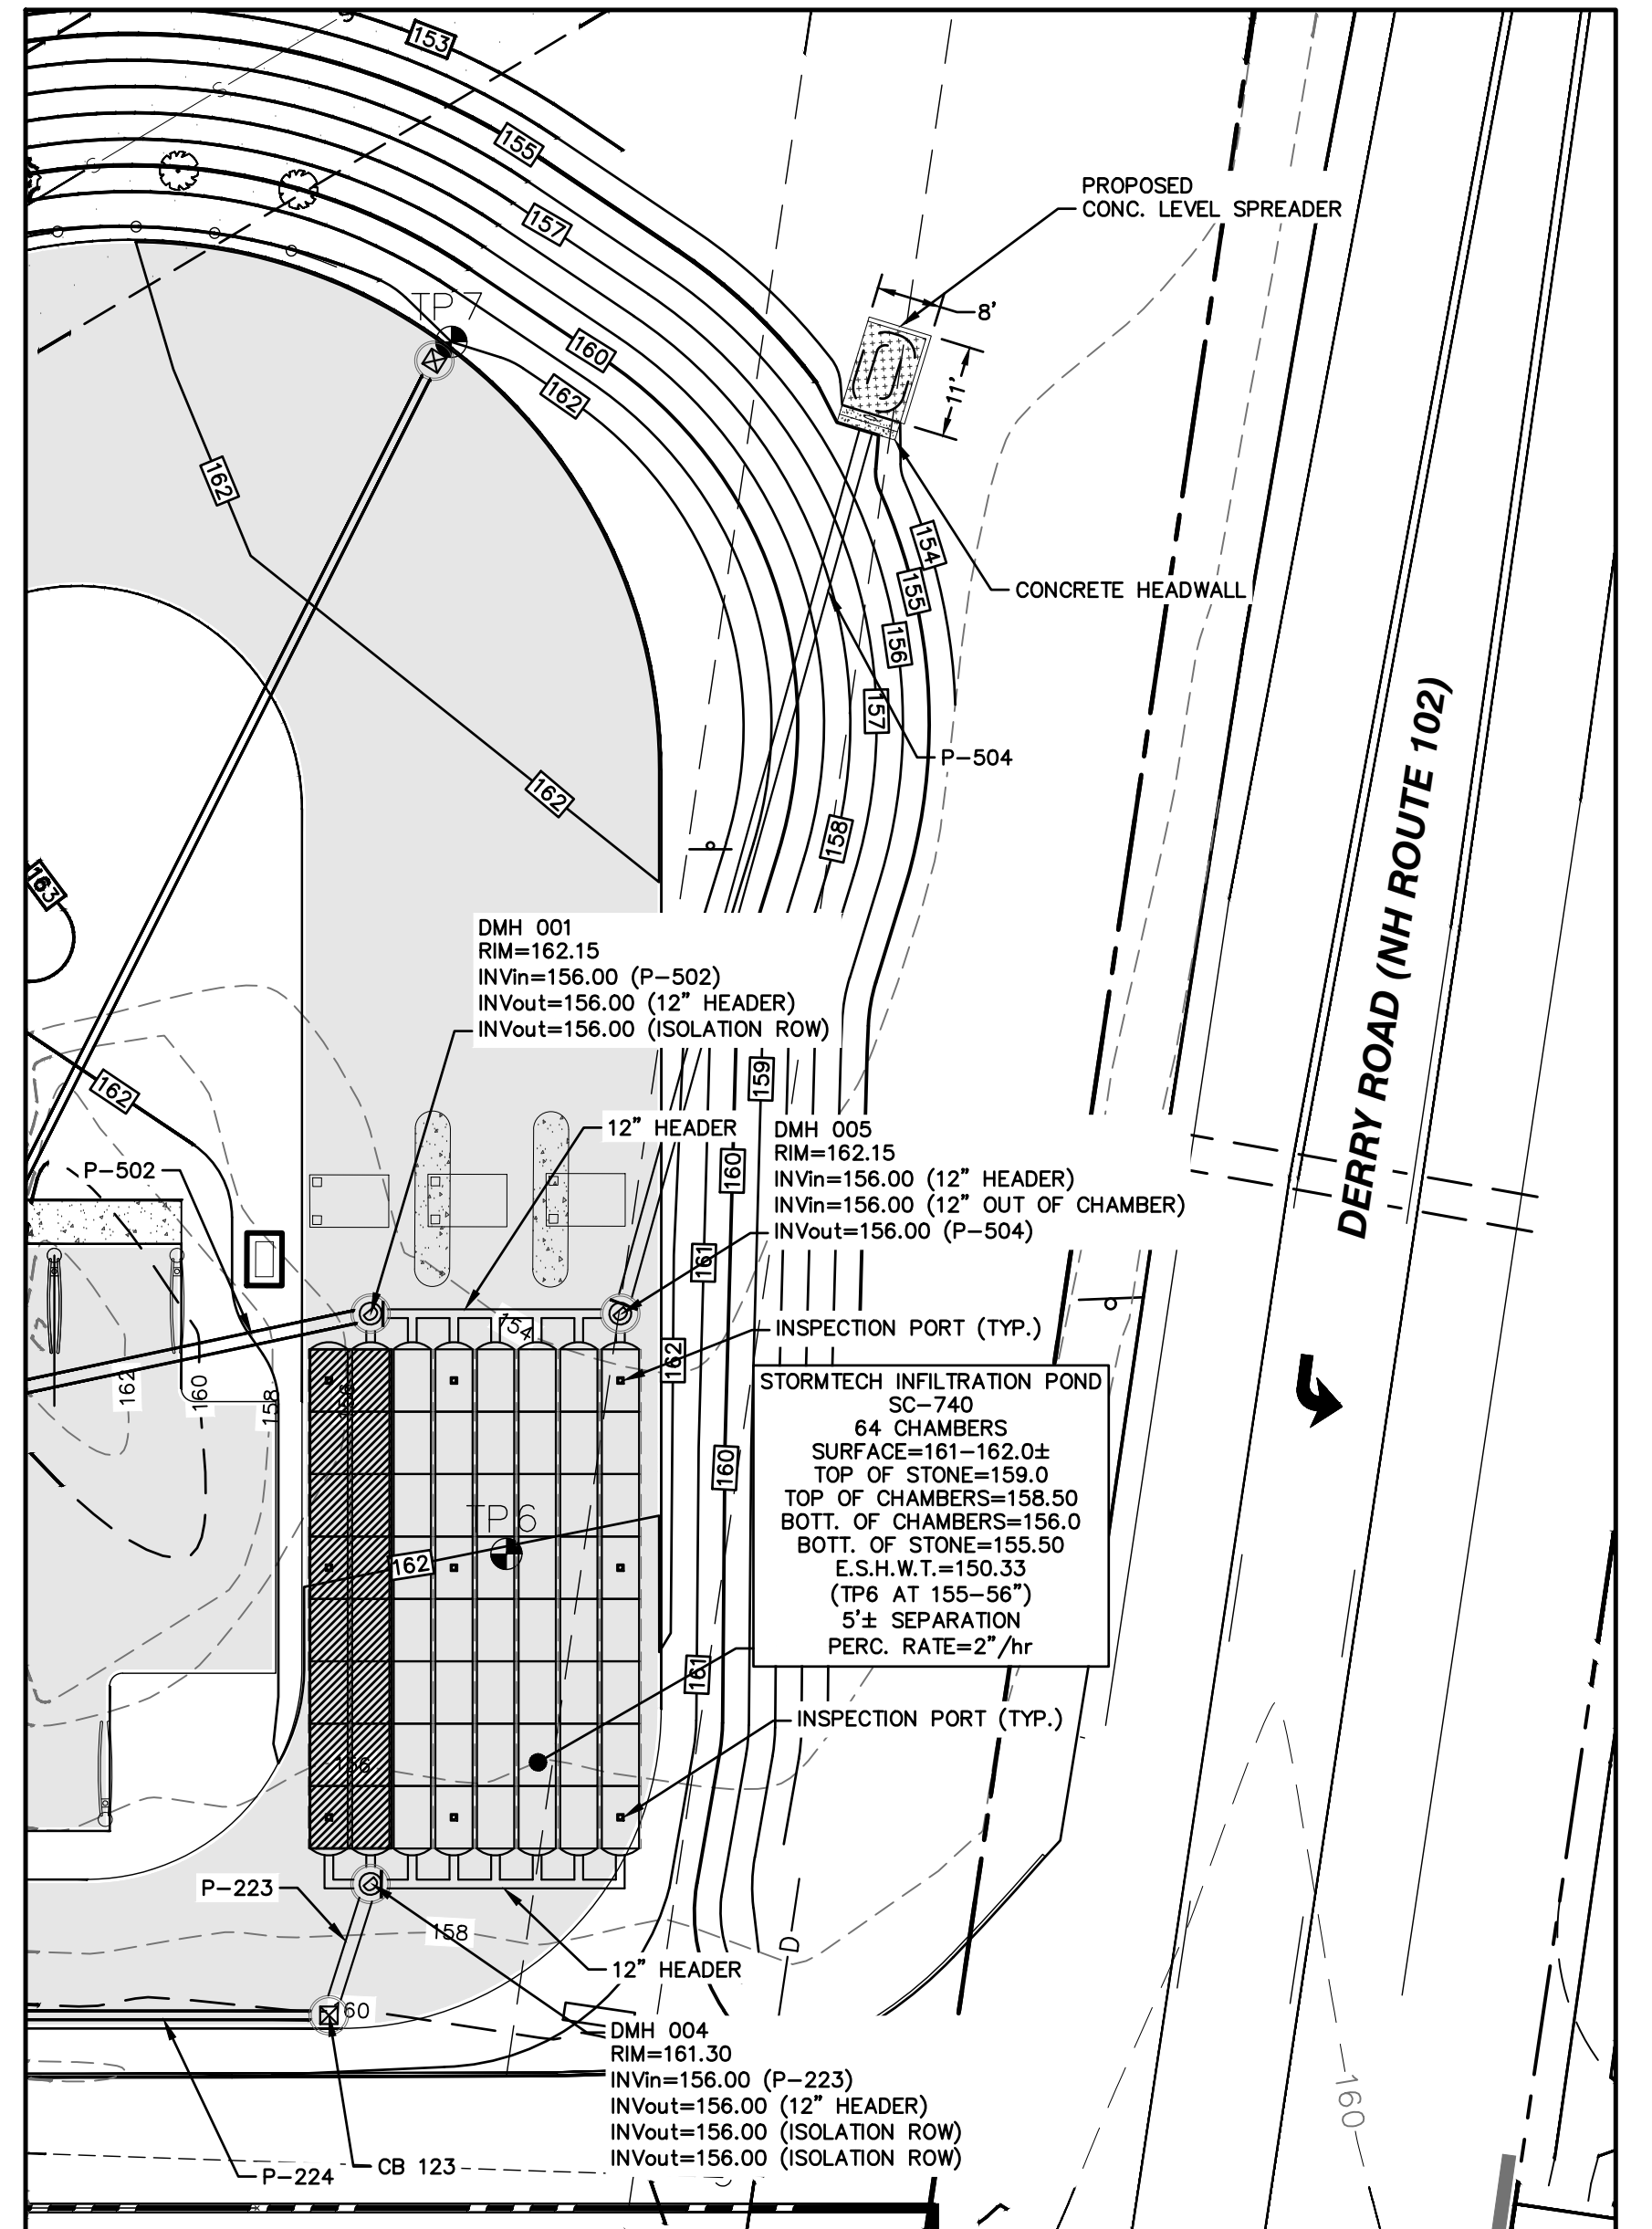 153
155
157
PROPOSED
CONC. LEVEL SPREADER
8'
11'
TP 7
160
162
162
154
CONCRETE HEADWALL
155
156
157
P-504
158
162
163
DERRY ROAD (NH ROUTE 102)
DMH 001
RIM=162.15
INVin=156.00 (P-502)
INVout=156.00 (12" HEADER)
INVout=156.00 (ISOLATION ROW)
159
162
12" HEADER
P-502
160
DMH 005
RIM=162.15
INVin=156.00 (12" HEADER)
INVin=156.00 (12" OUT OF CHAMBER)
INVout=156.00 (P-504)
161
154
INSPECTION PORT (TYP.)
162
162
160
158
156
STORMTECH INFILTRATION POND
SC-740
64 CHAMBERS
SURFACE=161-162.0±
TOP OF STONE=159.0
TOP OF CHAMBERS=158.50
BOTT. OF CHAMBERS=156.0
BOTT. OF STONE=155.50
E.S.H.W.T.=150.33
(TP6 AT 155-56")
5'± SEPARATION
PERC. RATE=2"/hr
160
TP 6
162
161
INSPECTION PORT (TYP.)
156
P-223
158
D
12" HEADER
60
DMH 004
RIM=161.30
INVin=156.00 (P-223)
INVout=156.00 (12" HEADER)
INVout=156.00 (ISOLATION ROW)
INVout=156.00 (ISOLATION ROW)
160
CB 123
P-224
S
S